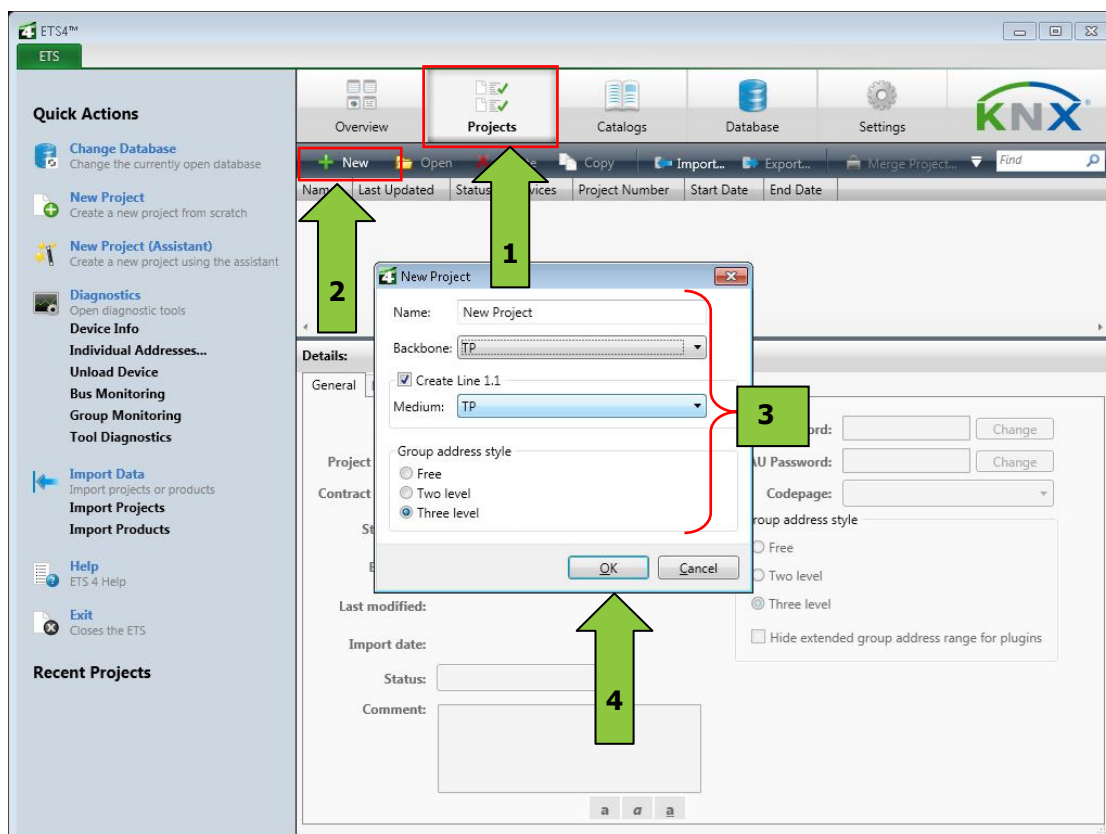 ETS4™
ETS
Quick Actions
Change Database
Change the currently open database
New Project
Create a new project from scratch
New Project (Assistant)
Create a new project using the assistant
Diagnostics
Open diagnostic tools
Device Info
Individual Addresses...
Unload Device
Bus Monitoring
Group Monitoring
Tool Diagnostics
Import Data
Import projects or products
Import Projects
Import Products
Help
ETS 4 Help
Exit
Closes the ETS
Recent Projects
Overview
Projects
Catalogs
Database
Settings
KNX
New Open Copy Import... Export... Merge Project... Find
Last Updated Status Project Number Start Date End Date
1
2
New Project
Name: New Project
Backbone: TP
Create Line 1.1
Medium: TP
Group address style
Free
Two level
Three level
OK Cancel
3
4
Details:
General
Project
Contract
Last modified:
Import date:
Status:
Comment:
a a a
Change
Password: Change
Codepage:
address style
Free
Two level
Three level
Hide extended group address range for plugins